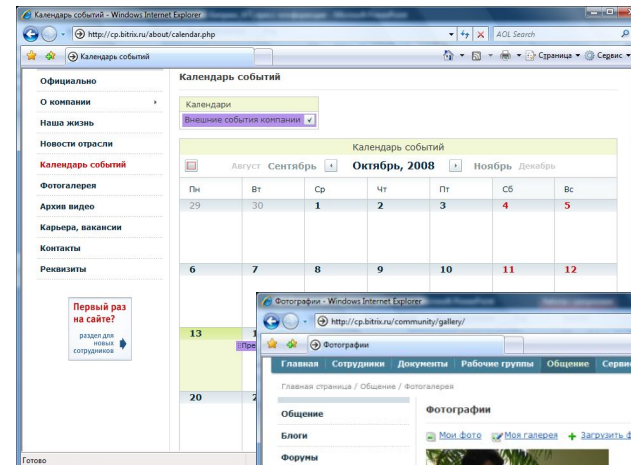 Календарь событий - Windows Internet Explorer
http://cp.bitrix.ru/about/calendar.php
AOL Search
Календарь событий
Страница
Сервис
Официально
О компании
Наша жизнь
Новости отрасли
Календарь событий
Фотогалерея
Архив видео
Карьера, вакансии
Контакты
Реквизиты
Первый раз
на сайте?
раздел для
новых
сотрудников
Календарь событий
Календари
Внешние события компании
Календарь событий
Август Сентябрь Октябрь, 2008 Ноябрь Декабрь
Пн Вт Ср Чт Пт Сб Вс
29 30 1 2 3 4 5
6 7 8 9 10 11 12
13
20
Готово
Фотографии - Windows Internet Explorer
http://cp.bitrix.ru/community/gallery/
Фотографии
Главная Сотрудники Документы Рабочие группы Общение
Главная страница / Общение / Фотогалерея
Общение
Блоги
Форумы
Фотографии
Мои фото Моя галерея Загрузить